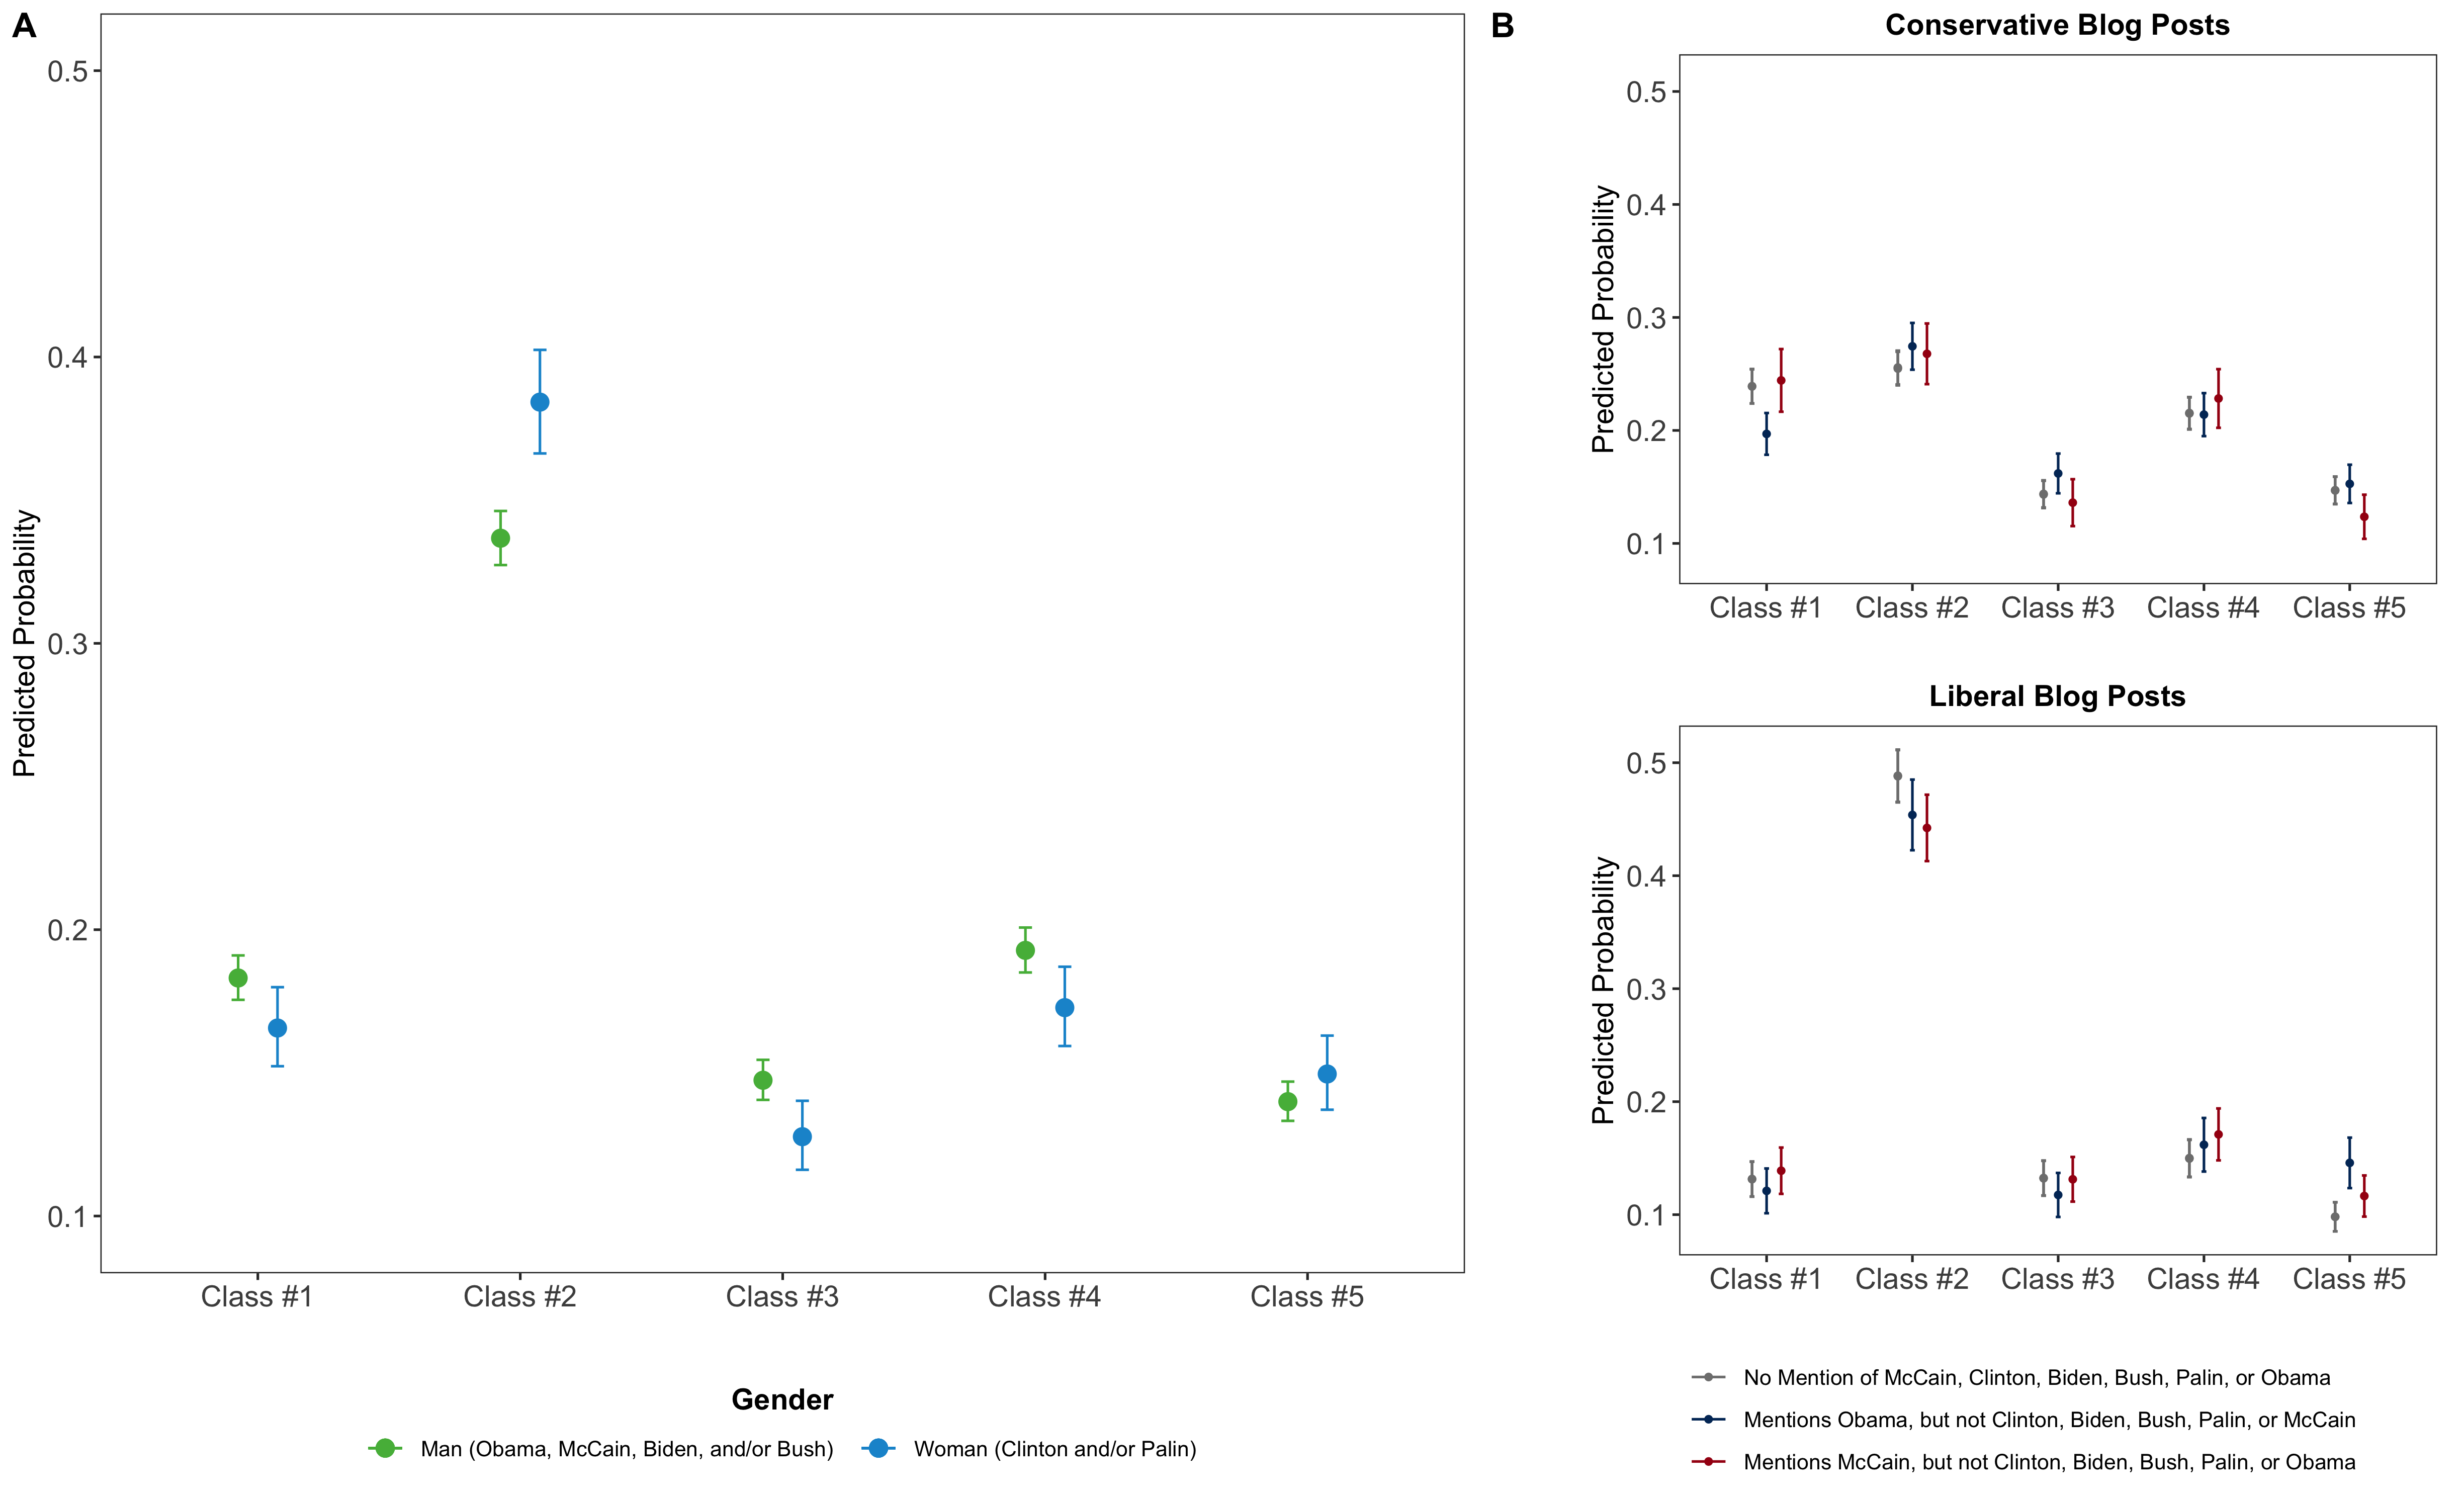 A
Predicted Probability
0.5
0.4
0.3
0.2
0.1
Class #1 Class #2 Class #3 Class #4 Class #5
Gender
Man (Obama, McCain, Biden, and/or Bush) Woman (Clinton and/or Palin)
B
Conservative Blog Posts
Predicted Probability
0.5
0.4
0.3
0.2
0.1
Class #1 Class #2 Class #3 Class #4 Class #5
Liberal Blog Posts
Predicted Probability
0.5
0.4
0.3
0.2
0.1
Class #1 Class #2 Class #3 Class #4 Class #5
No Mention of McCain, Clinton, Biden, Bush, Palin, or Obama
Mentions Obama, but not Clinton, Biden, Bush, Palin, or McCain
Mentions McCain, but not Clinton, Biden, Bush, Palin, or Obama